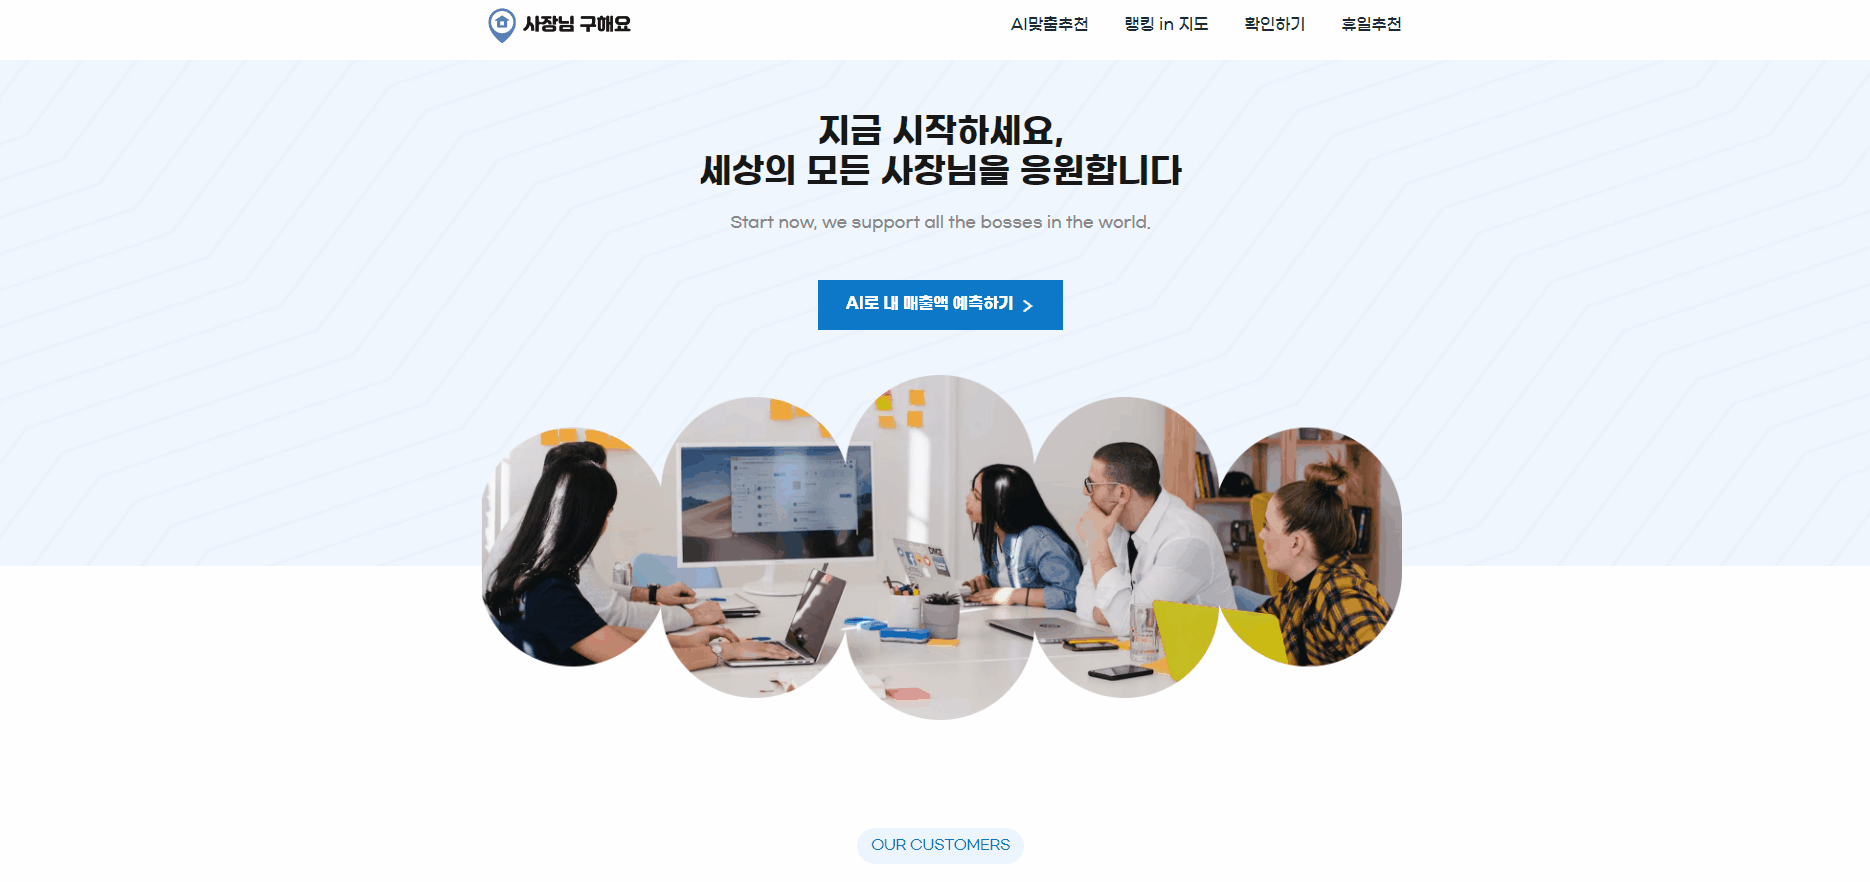 사장님 구해요
AI맞춤추천
랭킹 in 지도
확인하기
휴일추천
지금 시작하세요,
세상의 모든 사장님을 응원합니다
Start now, we support all the bosses in the world.
AI로 내 매출액 예측하기
OUR CUSTOMERS